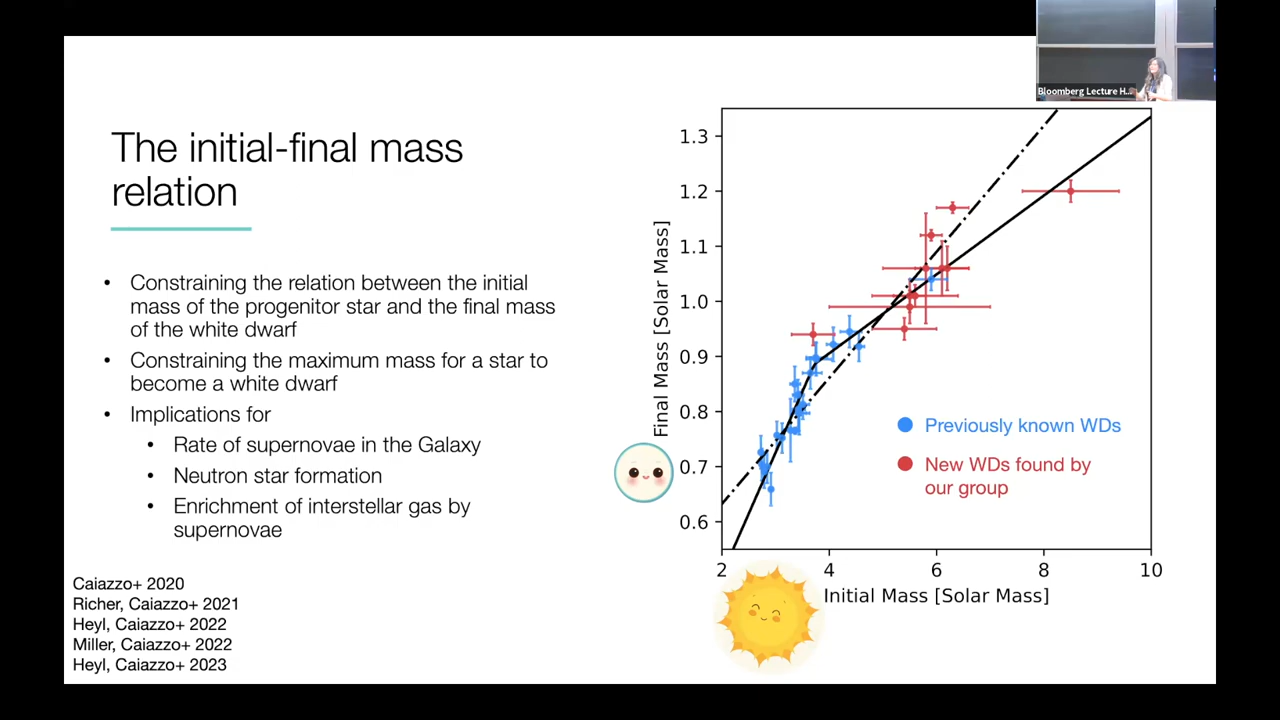 Bloomberg Lecture H...
The initial-final mass
relation
• Constraining the relation between the initial
mass of the progenitor star and the final mass
of the white dwarf
• Constraining the maximum mass for a star to
become a white dwarf
• Implications for
• Rate of supernovae in the Galaxy
• Neutron star formation
• Enrichment of interstellar gas by
supernovae
Caiazzo+ 2020
Richer, Caiazzo+ 2021
Heyl, Caiazzo+ 2022
Miller, Caiazzo+ 2022
Heyl, Caiazzo+ 2023
Final Mass [Solar Mass]
1.3
1.2
1.1
1.0
0.9
0.8
0.7
0.6
Previously known WDs
New WDs found by
our group
2 4 6 8 10
Initial Mass [Solar Mass]